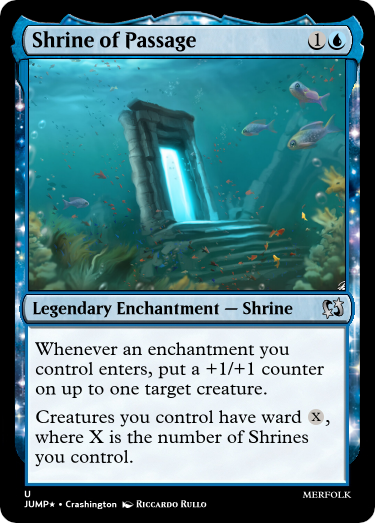 Shrine of Passage 1
Legendary Enchantment — Shrine
Whenever an enchantment you
control enters, put a +1/+1 counter
on up to one target creature.
Creatures you control have ward X,
where X is the number of Shrines
you control.
U
JUMP★ • Crashington Riccardo Rullo
MERFOLK